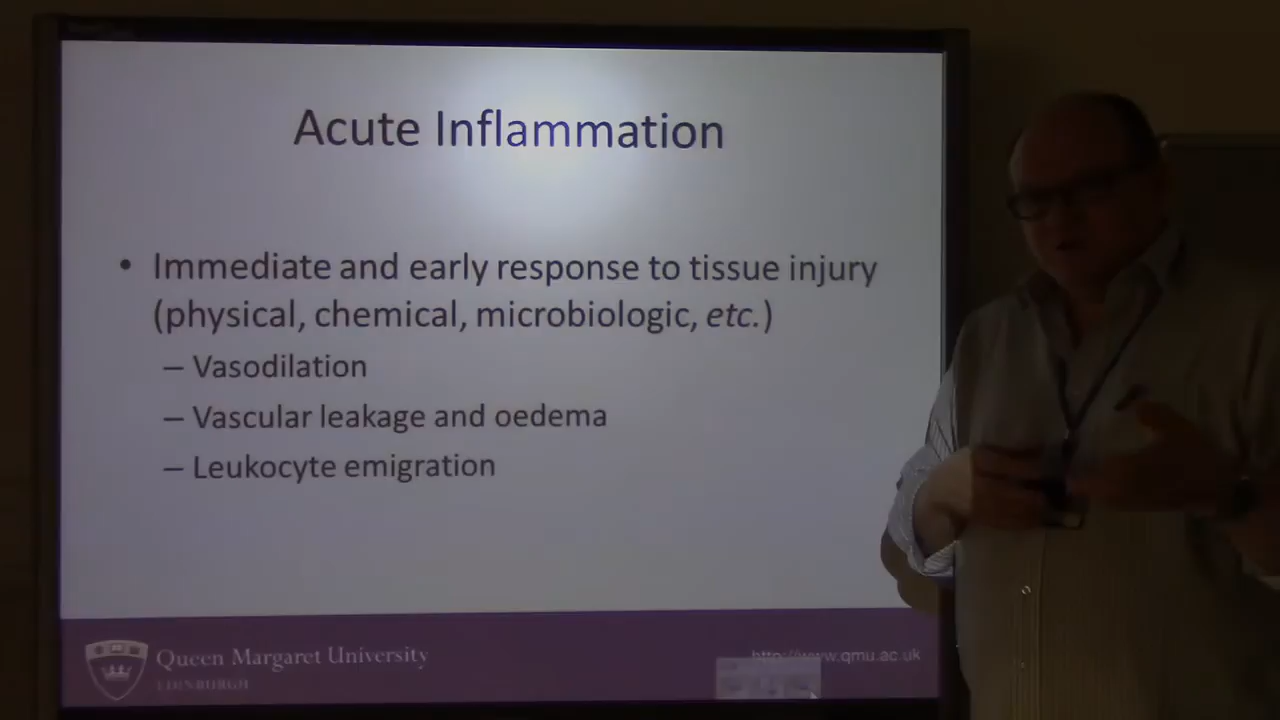 Acute Inflammation
• Immediate and early response to tissue injury
(physical, chemical, microbiologic, etc.)
– Vasodilation
– Vascular leakage and oedema
– Leukocyte emigration
Queen Margaret University
EDINBURGH
http://www.qmu.ac.uk